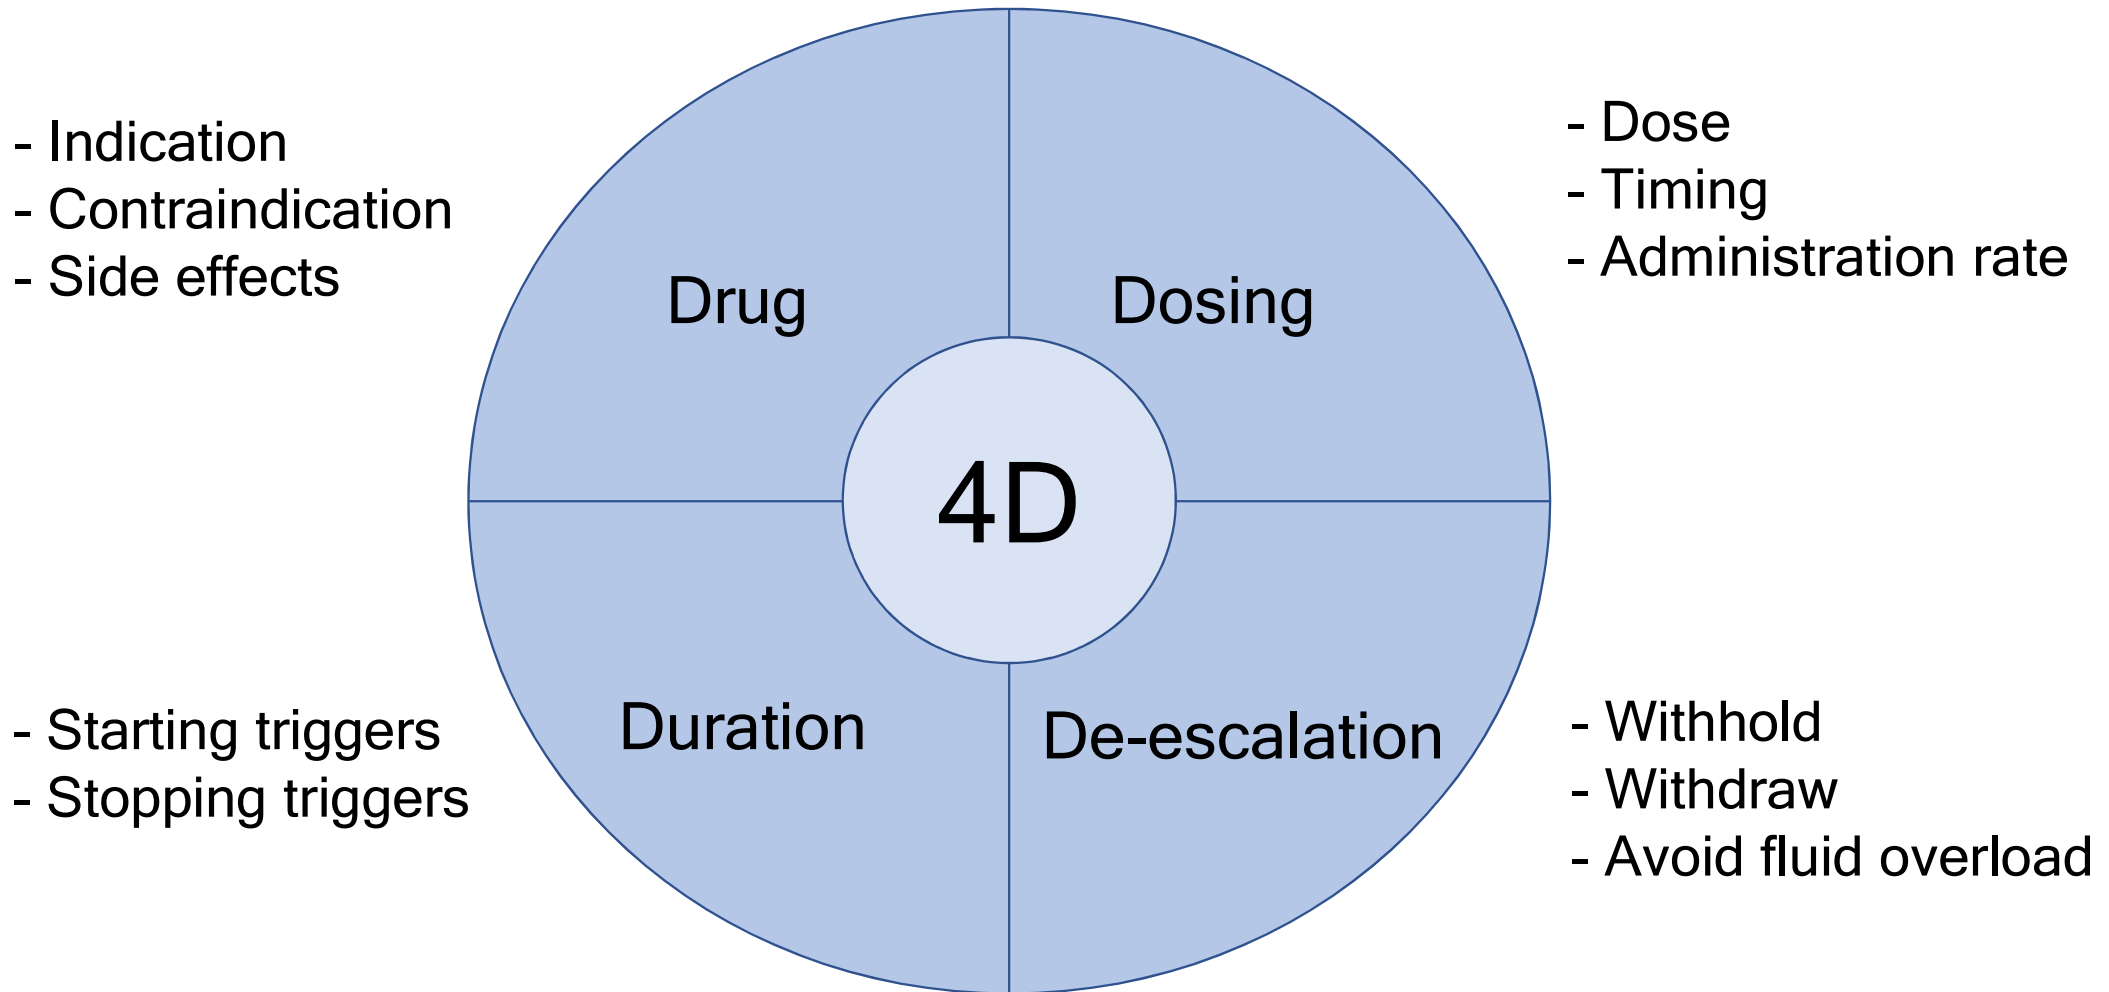 - Indication
- Contraindication
- Side effects
Drug
Dosing
- Dose
- Timing
- Administration rate
4D
- Starting triggers
- Stopping triggers
Duration
De-escalation
- Withhold
- Withdraw
- Avoid fluid overload